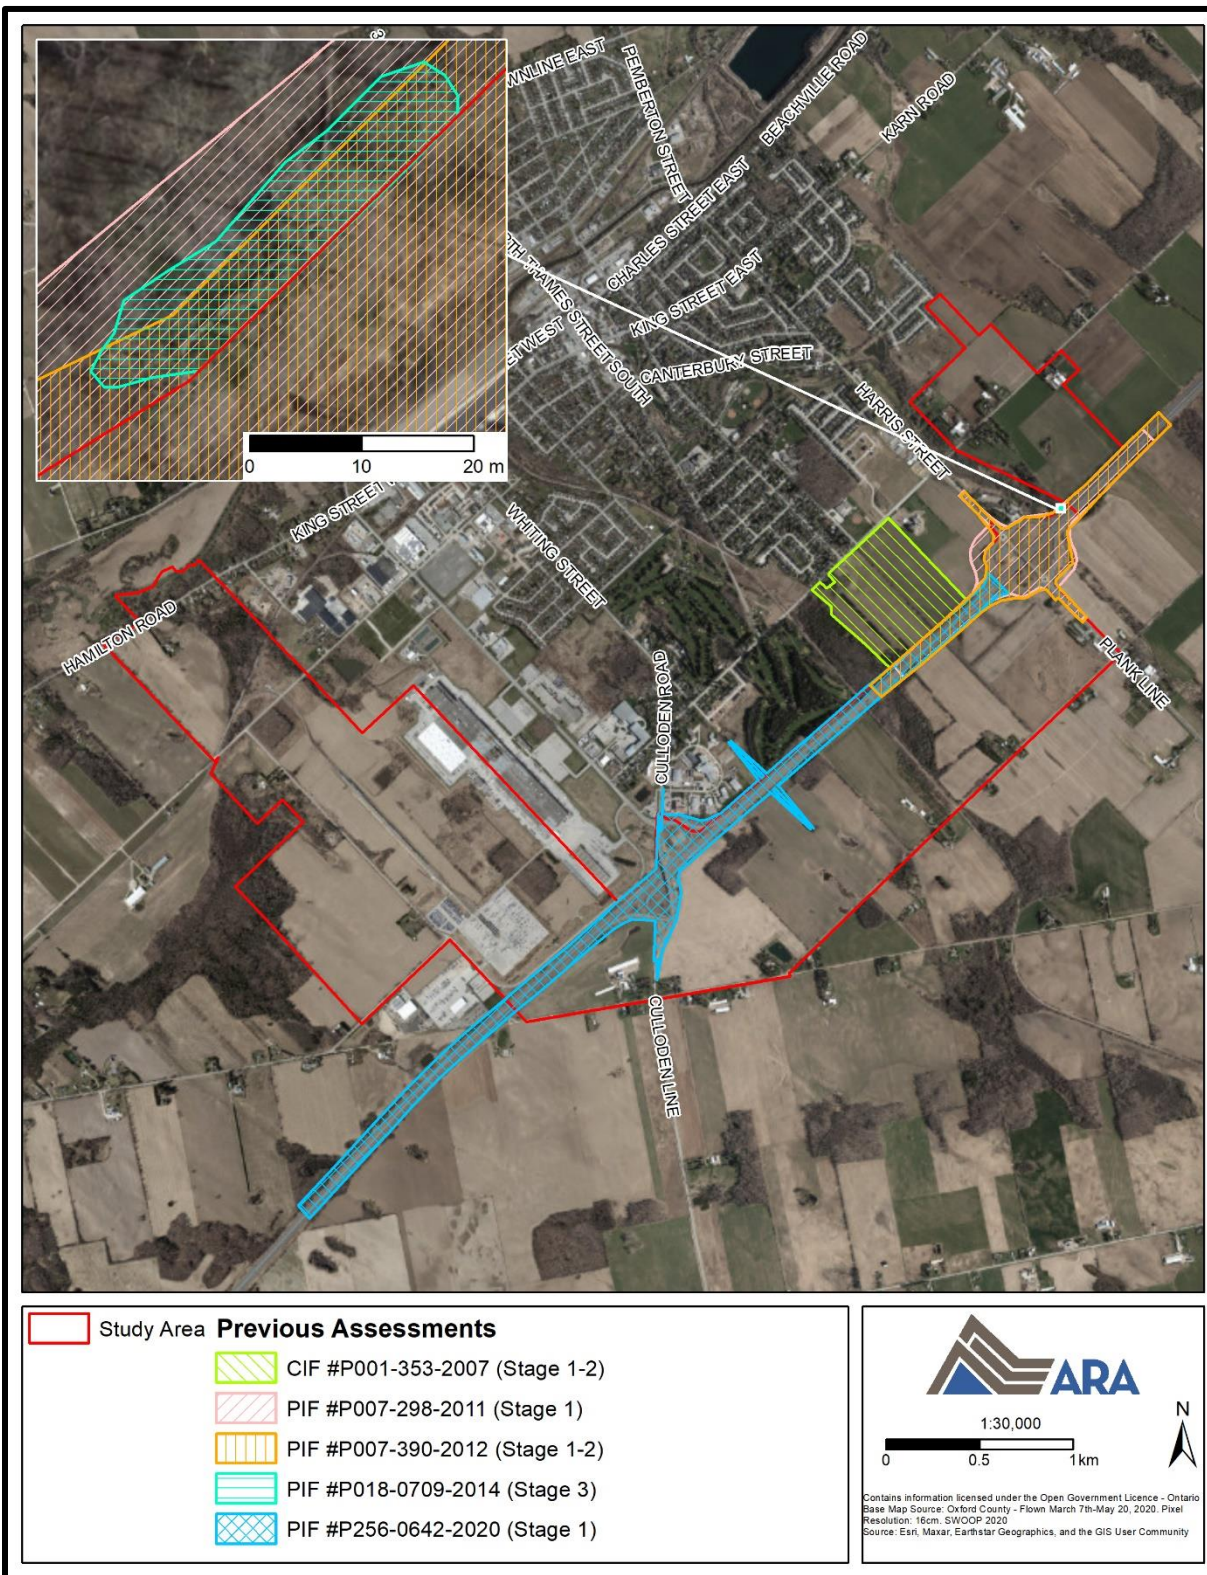 WNLINE EAST
PEMBERTON STREET
BEACHVILLE ROAD
KARN ROAD
CHARLES STREET EAST
KING STREET EAST
THAMES STREET SOUTH
ET WEST
CANTERBURY STREET
HARRIS STREET
0 10 20 m
KING STREET
WHITING STREET
HAMILTON ROAD
CULLODEN ROAD
PLANK LINE
CULLODEN LINE
Study Area
Previous Assessments
CIF #P001-353-2007 (Stage 1-2)
PIF #P007-298-2011 (Stage 1)
PIF #P007-390-2012 (Stage 1-2)
PIF #P018-0709-2014 (Stage 3)
PIF #P256-0642-2020 (Stage 1)
ARA
1:30,000
N
0 0.5 1 km
Contains information licensed under the Open Government Licence - Ontario
Base Map Source: Oxford County - Flown March 7th-May 20, 2020. Pixel
Resolution: 16cm. SWOOP 2020
Source: Esri, Maxar, Earthstar Geographics, and the GIS User Community